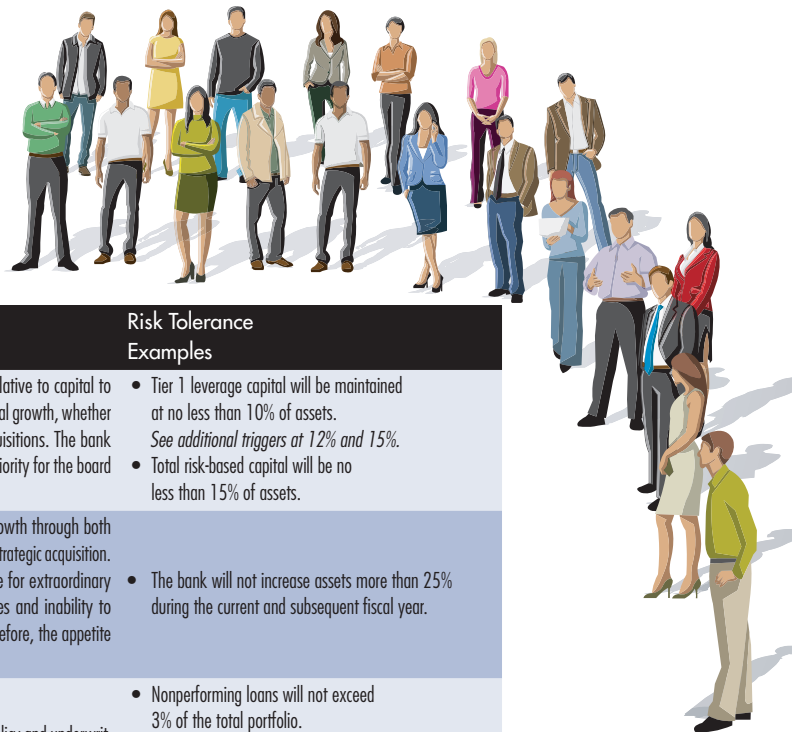 Risk Tolerance
Examples
lative to capital to
al growth, whether
uisitions. The bank
iority for the board
• Tier 1 leverage capital will be maintained
at no less than 10% of assets.
See additional triggers at 12% and 15%.
• Total risk-based capital will be no
less than 15% of assets.
owth through both
trategic acquisition.
e for extraordinary
es and inability to
efore, the appetite
• The bank will not increase assets more than 25%
during the current and subsequent fiscal year.
• Nonperforming loans will not exceed
3% of the total portfolio.
licy and underwrit